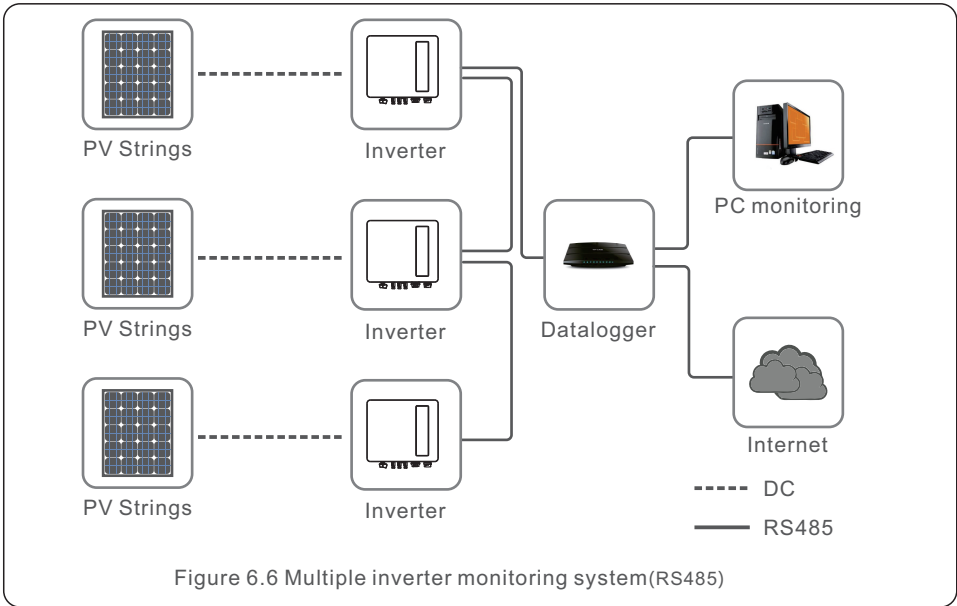 PV Strings
Inverter
PC monitoring
PV Strings
Inverter
Datalogger
Internet
PV Strings
Inverter
DC
RS485
Figure 6.6 Multiple inverter monitoring system(RS485)